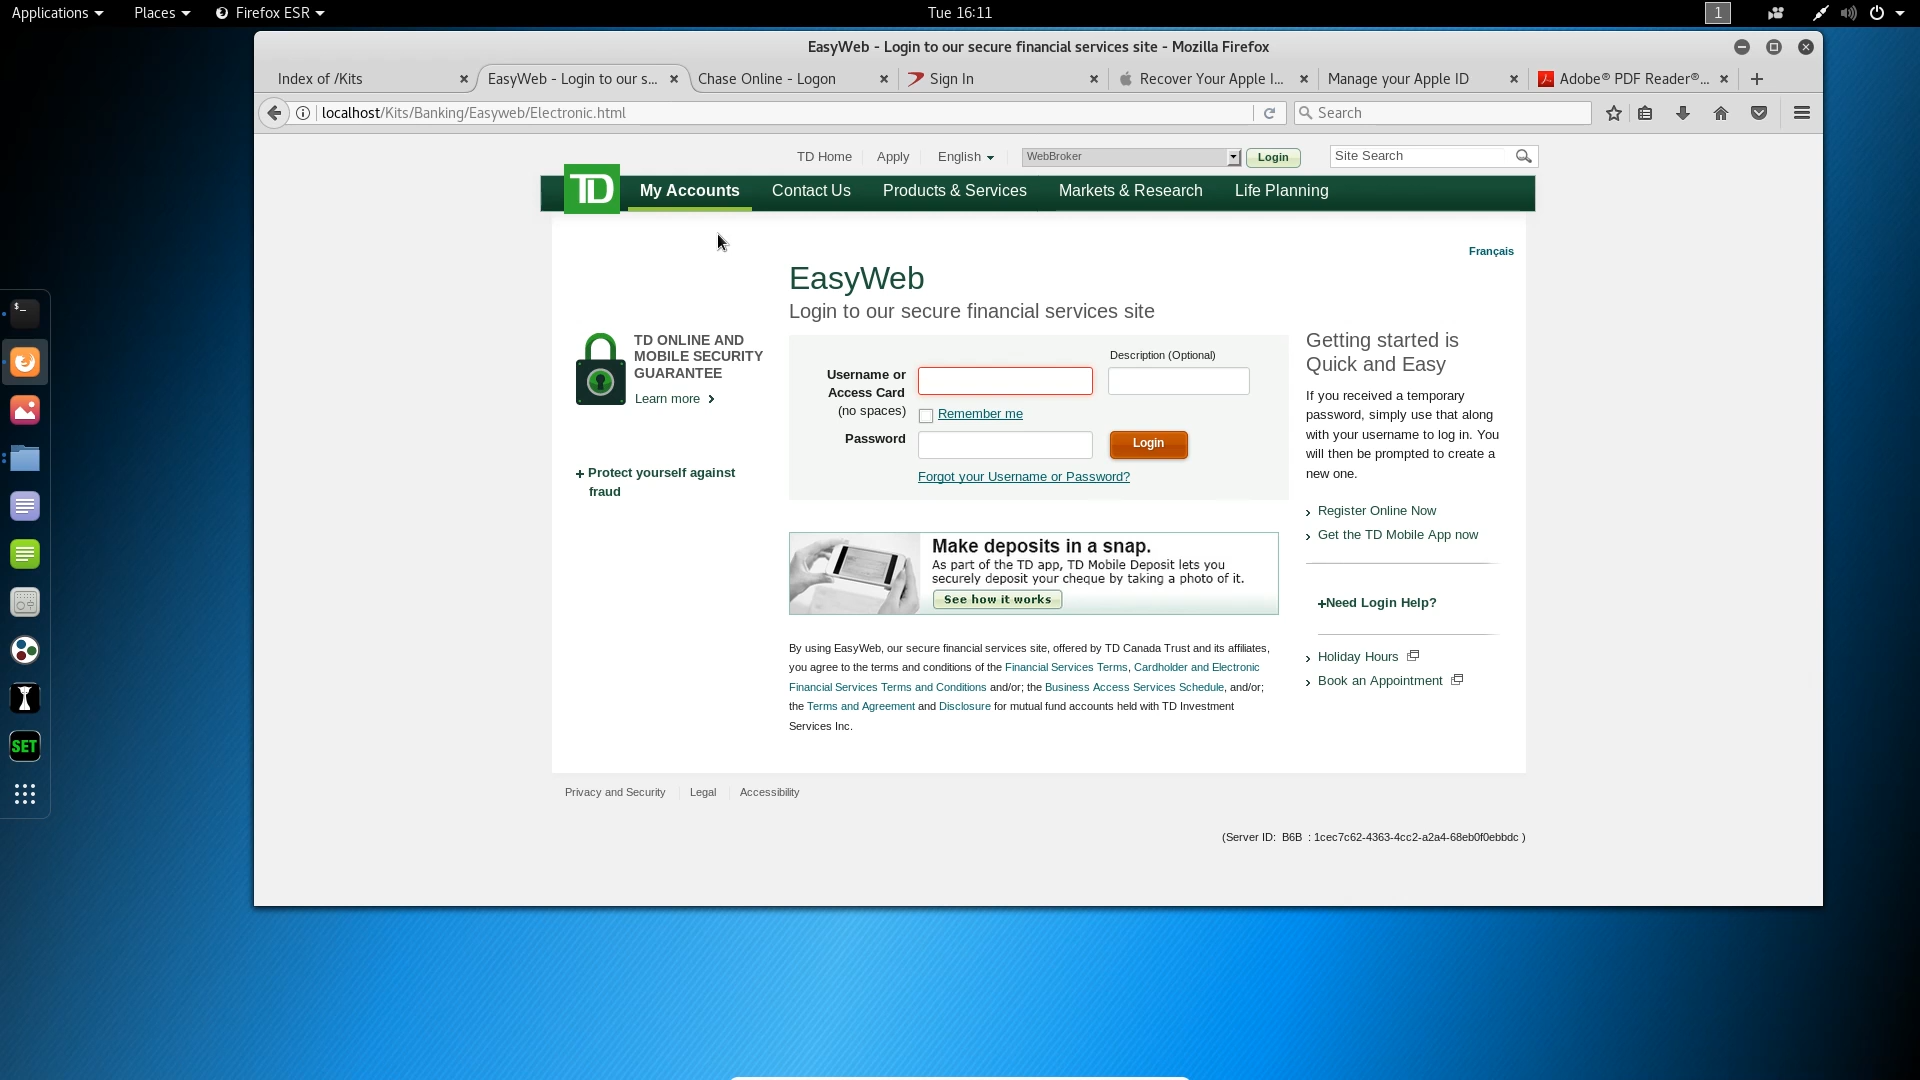 Applications Places Firefox ESR Tue 16:11 1
EasyWeb - Login to our secure financial services site - Mozilla Firefox
Index of /Kits EasyWeb - Login to our s... Chase Online - Logon Sign In Recover Your Apple I... Manage your Apple ID Adobe® PDF Reader®...
localhost/Kits/Banking/Easyweb/Electronic.html Search
TD Home Apply English WebBroker Login Site Search
TD My Accounts Contact Us Products & Services Markets & Research Life Planning
Français
EasyWeb
Login to our secure financial services site
TD ONLINE AND
MOBILE SECURITY
GUARANTEE
Learn more
+ Protect yourself against
fraud
Description (Optional)
Username or
Access Card
(no spaces)
Remember me
Password
Login
Forgot your Username or Password?
Make deposits in a snap.
As part of the TD app, TD Mobile Deposit lets you
securely deposit your cheque by taking a photo of it.
See how it works
By using EasyWeb, our secure financial services site, offered by TD Canada Trust and its affiliates,
you agree to the terms and conditions of the Financial Services Terms, Cardholder and Electronic
Financial Services Terms and Conditions and/or; the Business Access Services Schedule, and/or;
the Terms and Agreement and Disclosure for mutual fund accounts held with TD Investment
Services Inc.
Getting started is
Quick and Easy
If you received a temporary
password, simply use that along
with your username to log in. You
will then be prompted to create a
new one.
Register Online Now
Get the TD Mobile App now
+Need Login Help?
Holiday Hours
Book an Appointment
Privacy and Security Legal Accessibility
(Server ID: B6B : 1cec7c62-4363-4cc2-a2a4-68eb0f0ebbdc )
$_
SET